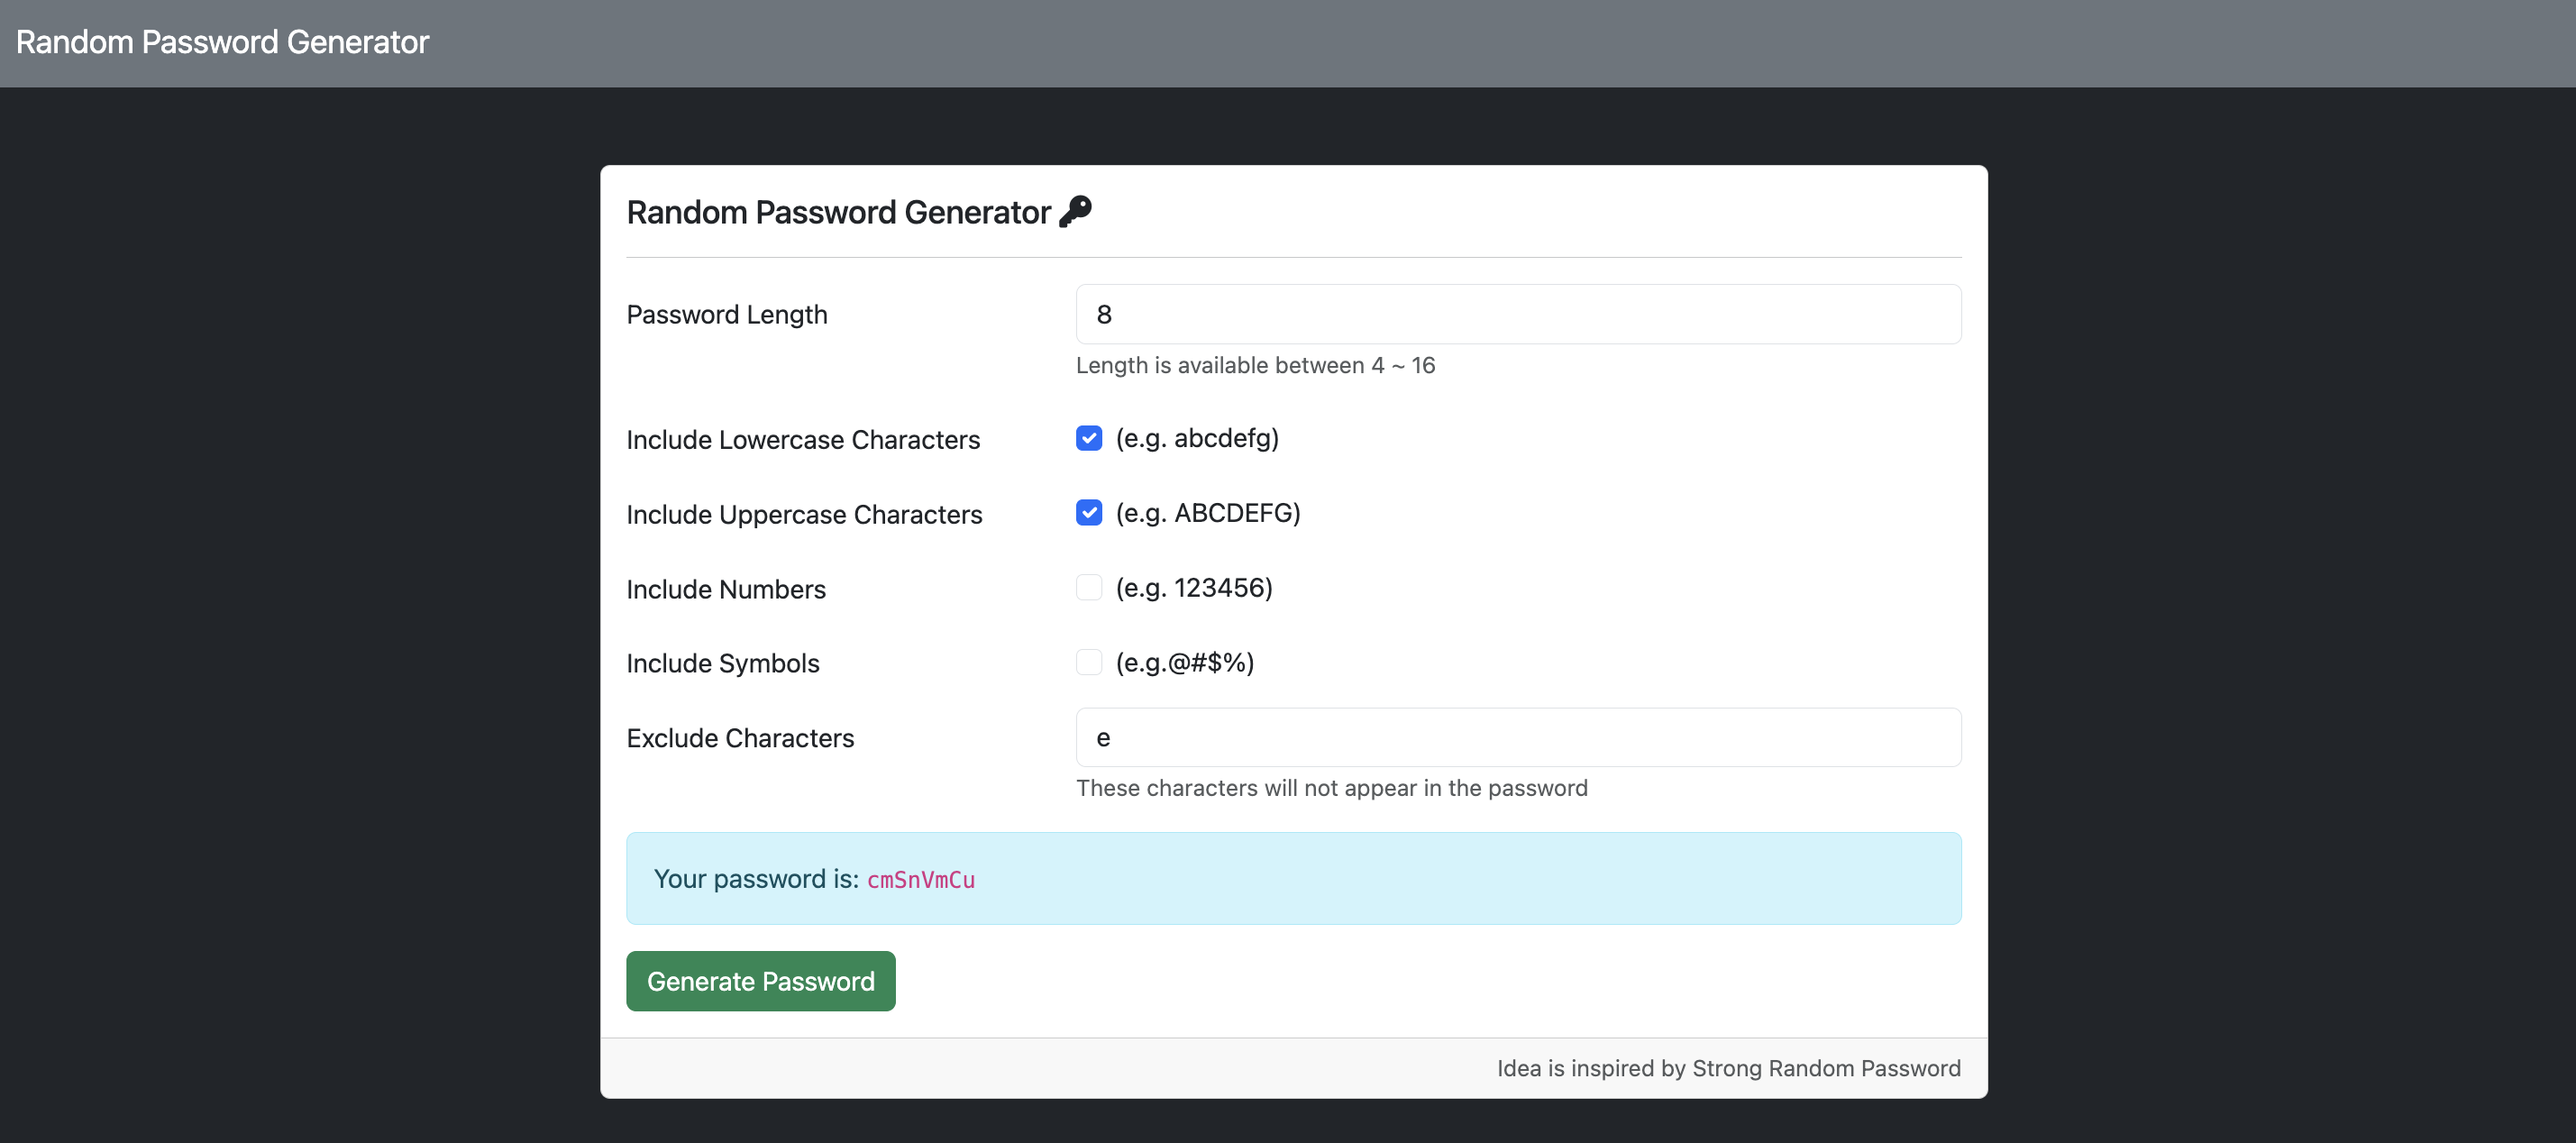 Random Password Generator
Random Password Generator
Password Length
8
Length is available between 4 ~ 16
Include Lowercase Characters
(e.g. abcdefg)
Include Uppercase Characters
(e.g. ABCDEFG)
Include Numbers
(e.g. 123456)
Include Symbols
(e.g.@#$%)
Exclude Characters
e
These characters will not appear in the password
Your password is: cmSnVmCu
Generate Password
Idea is inspired by Strong Random Password